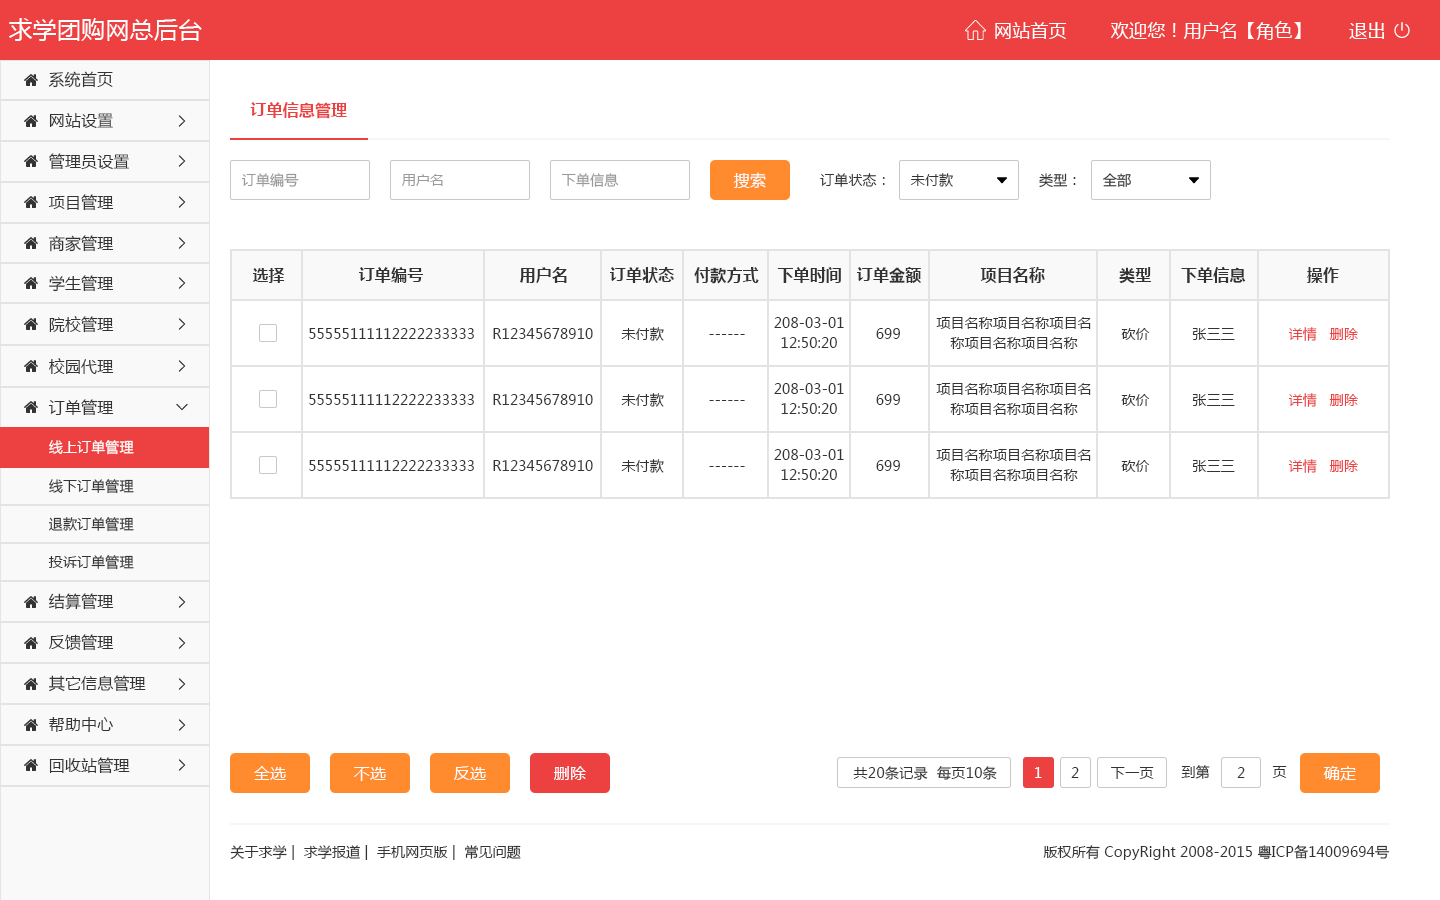 求学团购网总后台
网站首页
欢迎您！用户名【角色】
退出
系统首页
网站设置
管理员设置
项目管理
商家管理
学生管理
院校管理
校园代理
订单管理
线上订单管理
线下订单管理
退款订单管理
投诉订单管理
结算管理
反馈管理
其它信息管理
帮助中心
回收站管理
订单信息管理
订单编号 用户名 下单信息 搜索 订单状态： 未付款 类型： 全部
选择 订单编号 用户名 订单状态 付款方式 下单时间 订单金额 项目名称 类型 下单信息 操作
55555111112222233333 R12345678910 未付款 ------ 208-03-01 12:50:20 699 项目名称项目名称项目名称项目名称项目名称 砍价 张三三 详情 删除
55555111112222233333 R12345678910 未付款 ------ 208-03-01 12:50:20 699 项目名称项目名称项目名称项目名称项目名称 砍价 张三三 详情 删除
55555111112222233333 R12345678910 未付款 ------ 208-03-01 12:50:20 699 项目名称项目名称项目名称项目名称项目名称 砍价 张三三 详情 删除
全选 不选 反选 删除 共20条记录 每页10条 1 2 下一页 到第 2 页 确定
关于求学 | 求学报道 | 手机网页版 | 常见问题
版权所有 CopyRight 2008-2015 粤ICP备14009694号